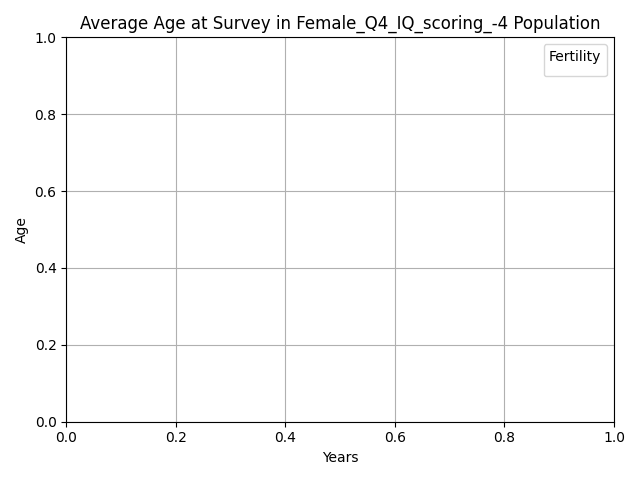 Average Age at Survey in Female_Q4_IQ_scoring_-4 Population
Fertility
1.0
0.8
0.6
0.4
0.2
0.0
Age
0.0 0.2 0.4 0.6 0.8 1.0
Years